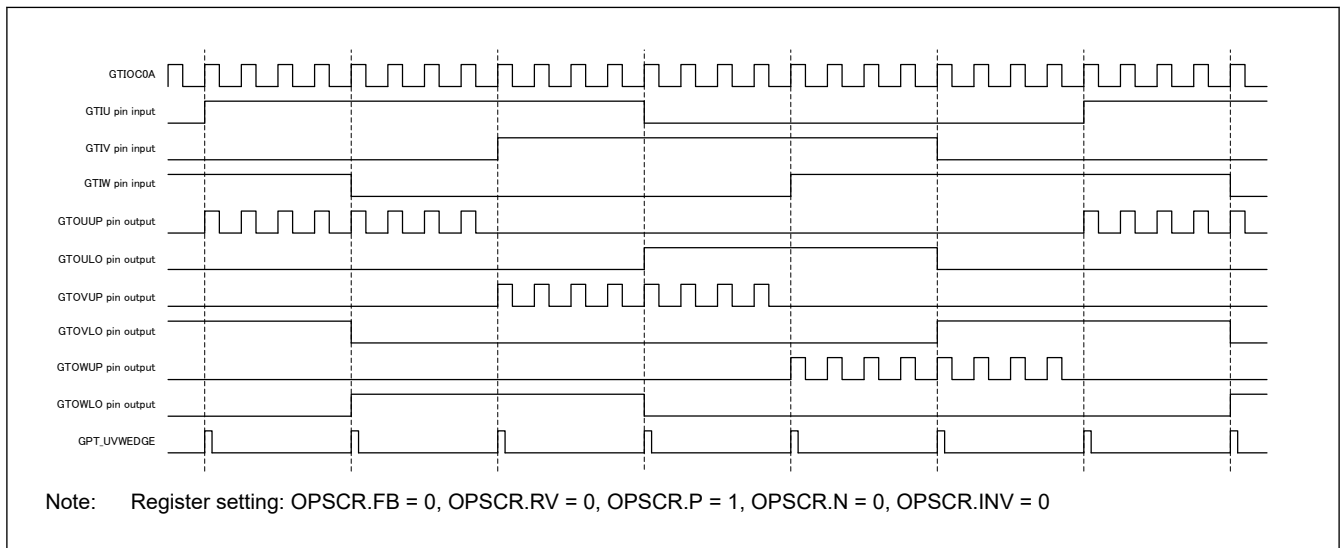 GTIOC0A
GTIU pin input
GTIV pin input
GTIW pin input
GTOUUP pin output
GTOULO pin output
GTOVUP pin output
GTOVLO pin output
GTOWUP pin output
GTOWLO pin output
GPT_UVWEDGE
Note: Register setting: OPSCR.FB = 0, OPSCR.RV = 0, OPSCR.P = 1, OPSCR.N = 0, OPSCR.INV = 0